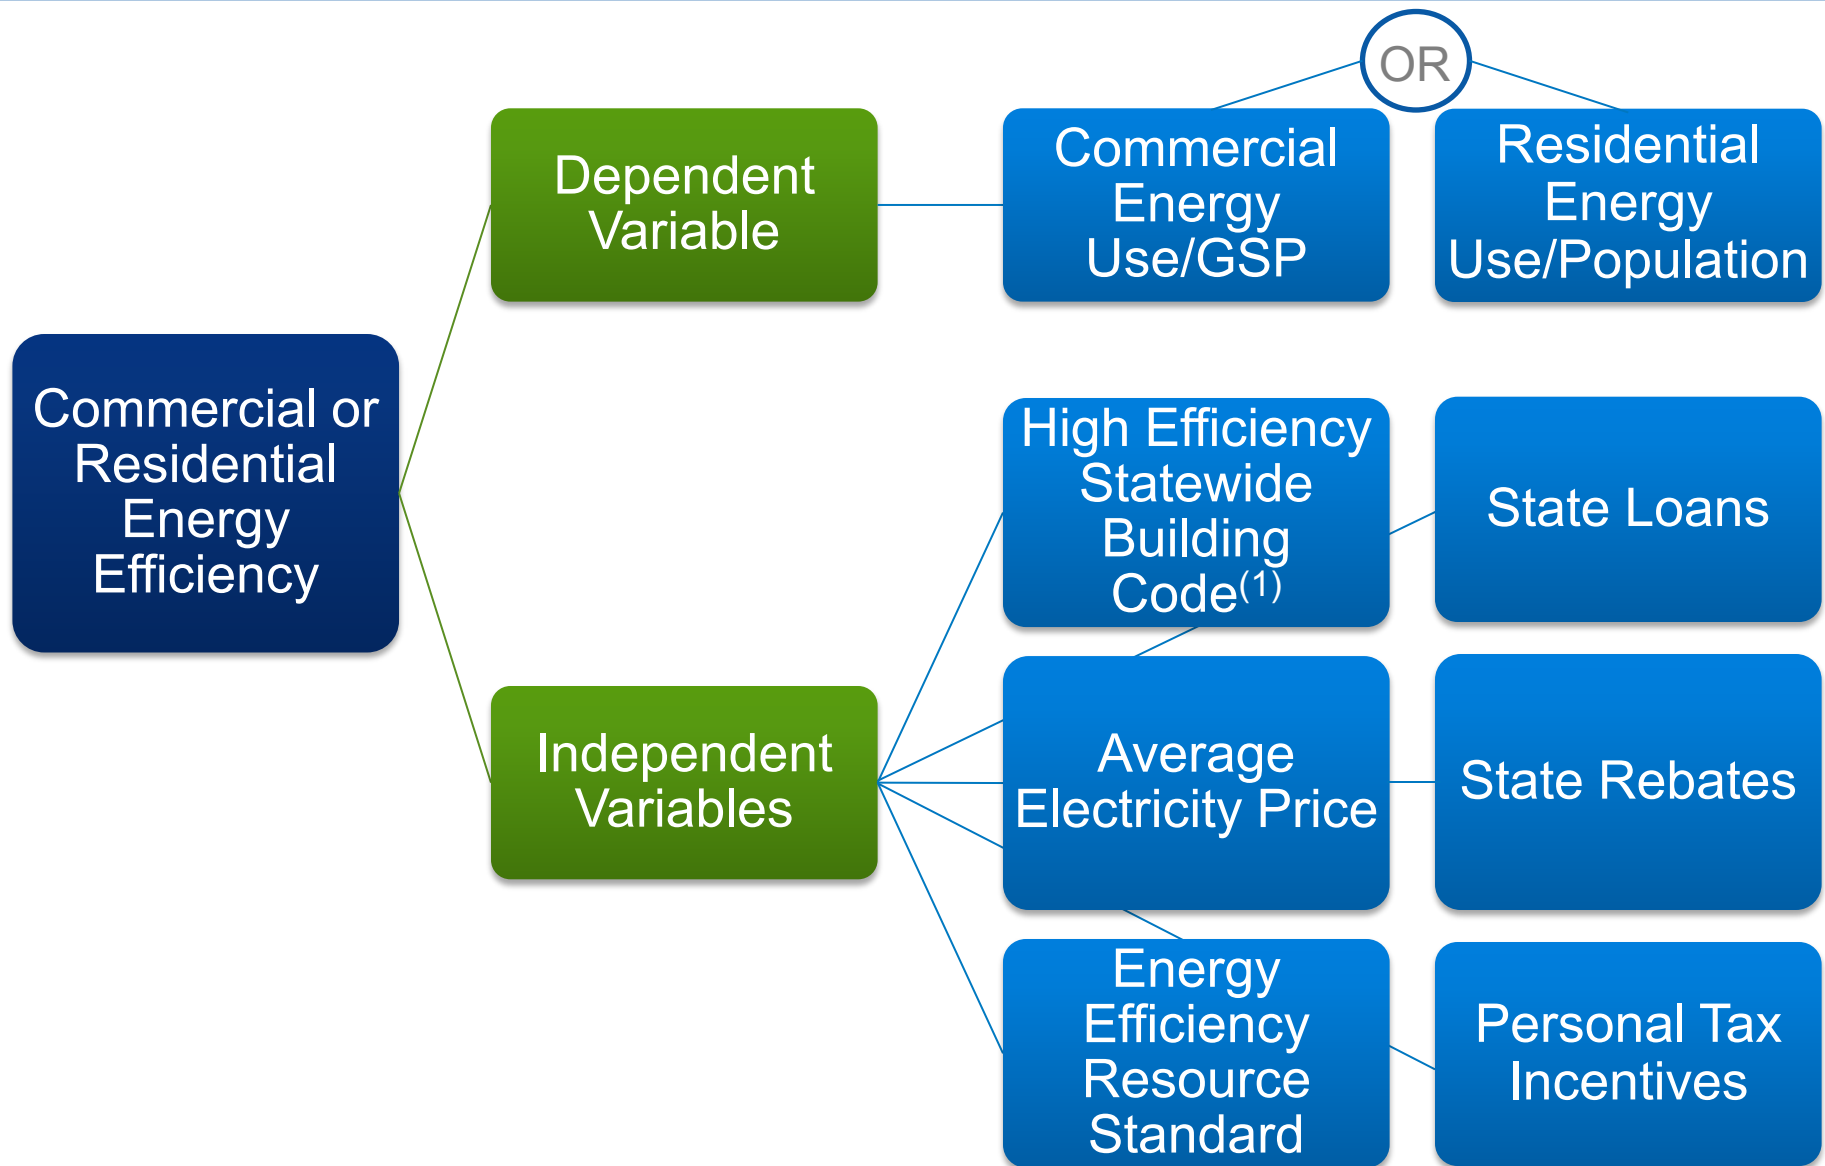 OR
Commercial
Energy
Use/GSP
Residential
Energy
Use/Population
Dependent
Variable
Commercial or
Residential
Energy
Efficiency
High Efficiency
Statewide
Building
Code(1)
State Loans
Independent
Variables
Average
Electricity Price
State Rebates
Energy
Efficiency
Resource
Standard
Personal Tax
Incentives